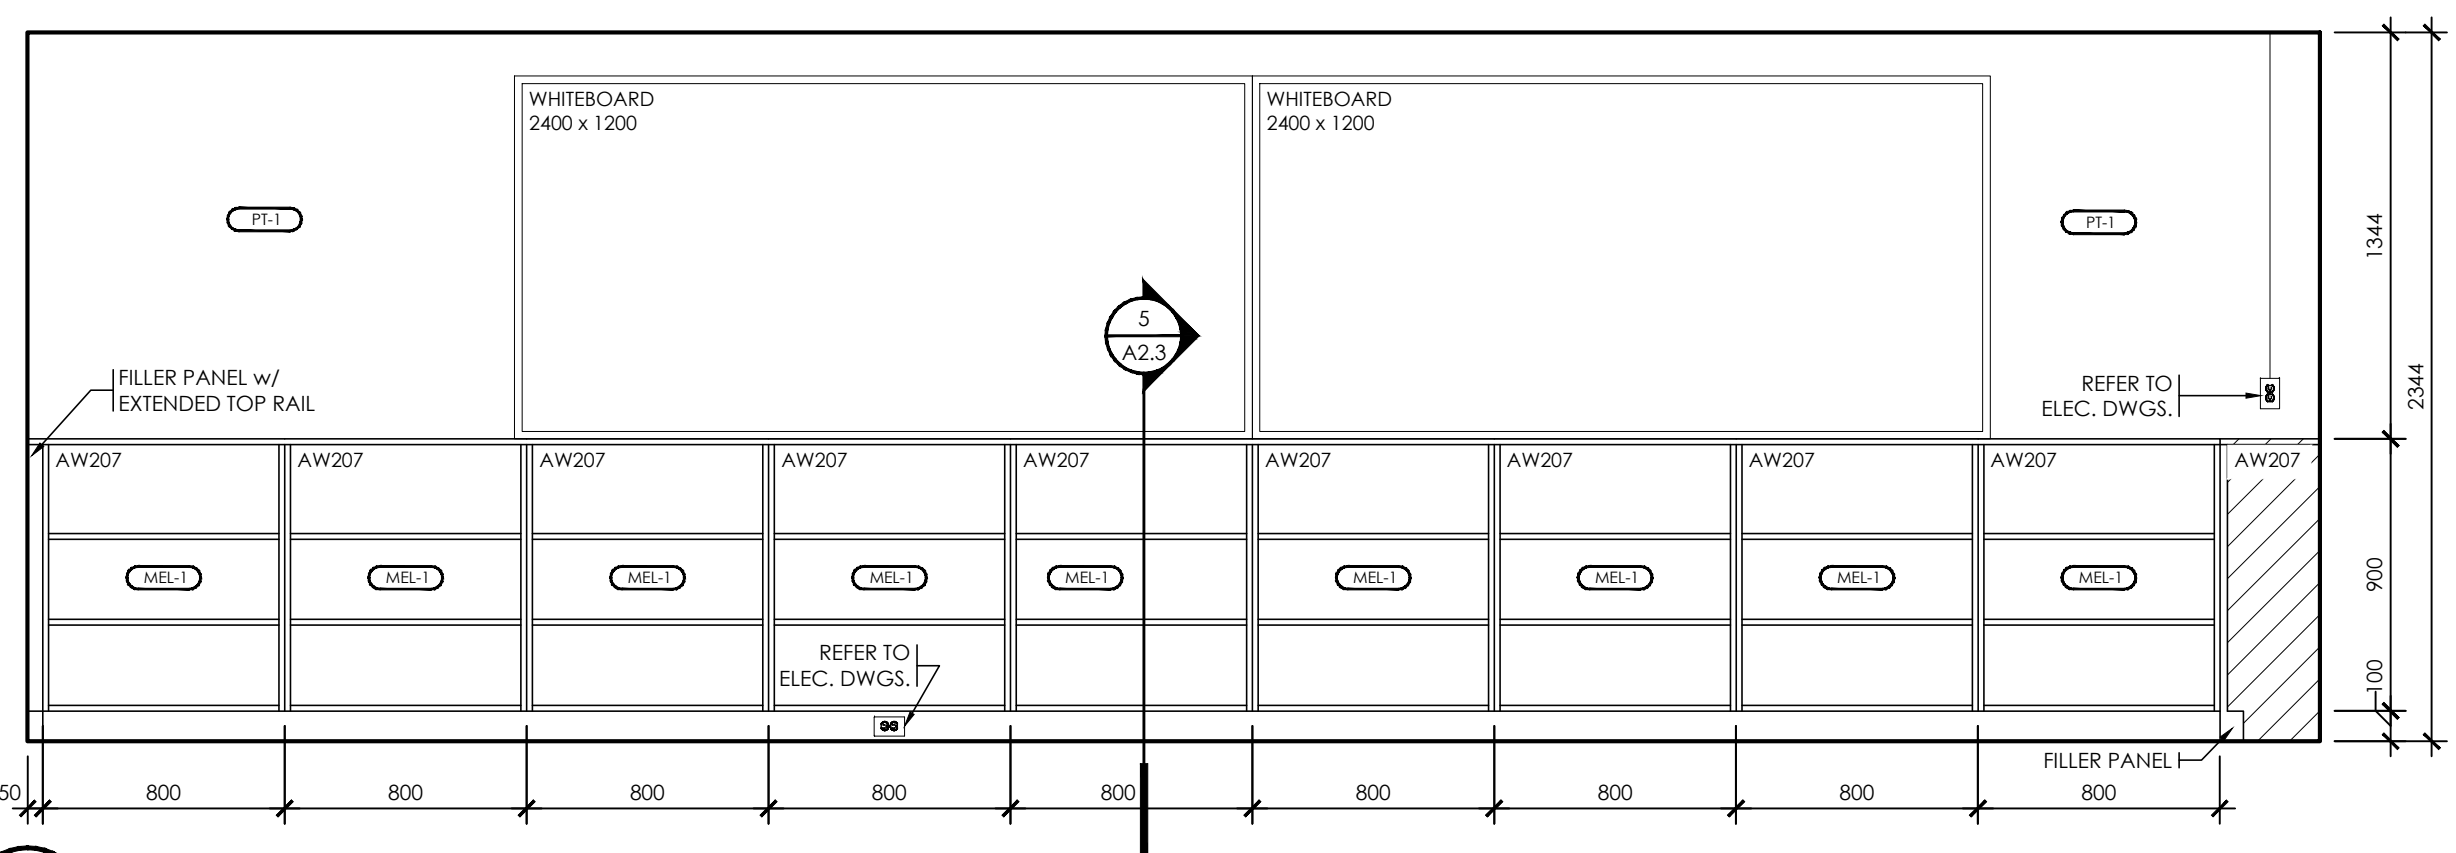 WHITEBOARD
2400 x 1200
WHITEBOARD
2400 x 1200
PT-1
PT-1
1344
5
A2.3
FILLER PANEL w/
EXTENDED TOP RAIL
REFER TO
ELEC. DWGS.
2344
AW207
AW207
AW207
AW207
AW207
AW207
AW207
AW207
AW207
AW207
MEL-1
MEL-1
MEL-1
MEL-1
MEL-1
MEL-1
MEL-1
MEL-1
MEL-1
900
REFER TO
ELEC. DWGS.
100
FILLER PANEL
50
800
800
800
800
800
800
800
800
800